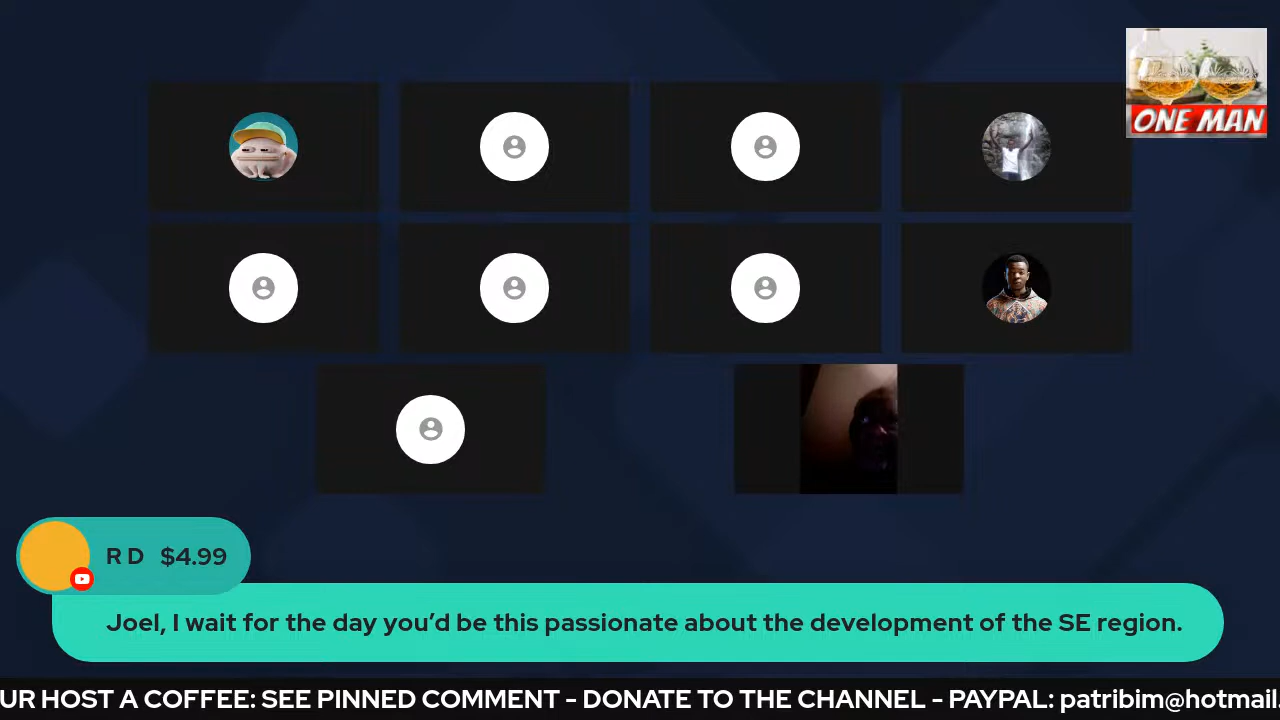 ONE MAN
R D $4.99
Joel, I wait for the day you’d be this passionate about the development of the SE region.
UR HOST A COFFEE: SEE PINNED COMMENT - DONATE TO THE CHANNEL - PAYPAL: patribim@hotmail.